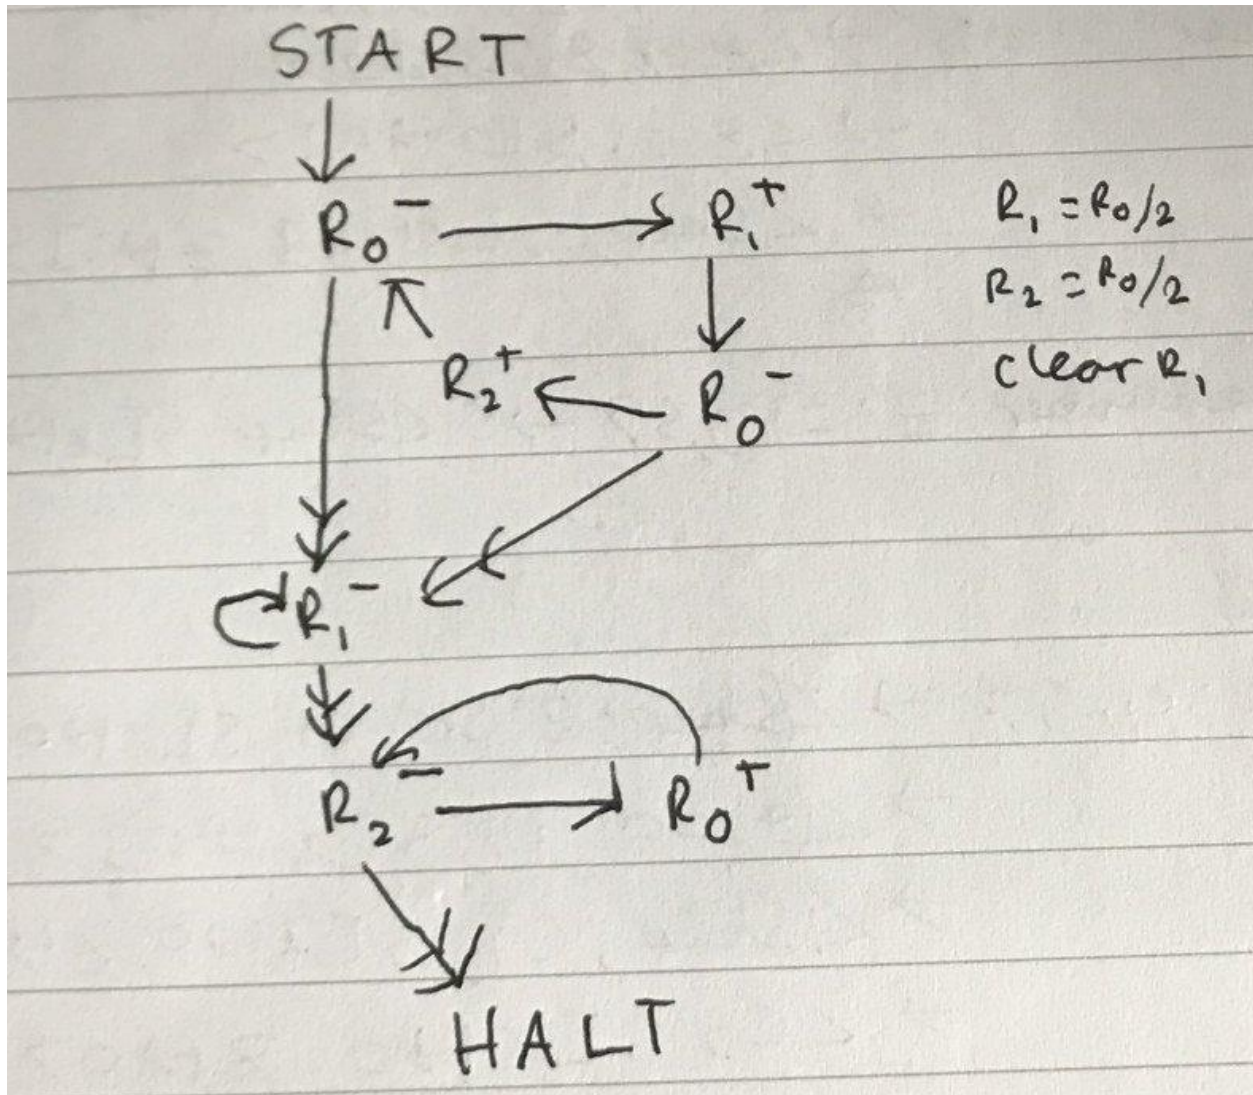 START
R₀⁻ R₁⁺ R₁ = R₀/2
R₂ = R₀/2
R₂⁺ R₀⁻ clear R₁
R₁⁻
R₂⁻ R₀⁺
HALT